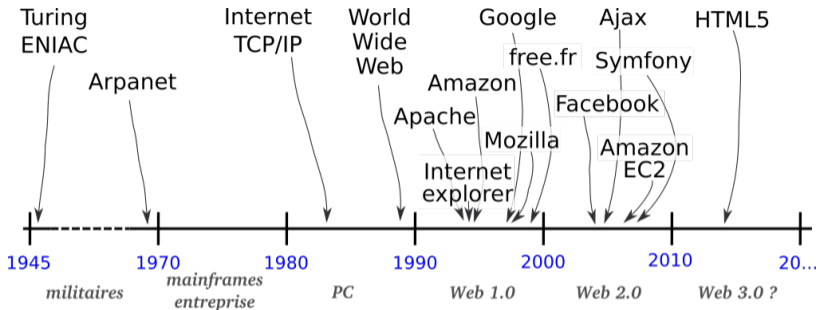 Turing
ENIAC
Arpanet
Internet
TCP/IP
World
Wide
Web
Google
free.fr
Amazon
Apache
Mozilla
Internet
explorer
Ajax
Symfony
Facebook
Amazon
EC2
HTML5
1945
1970
1980
1990
2000
2010
20...
militaires
mainframes
entreprise
PC
Web 1.0
Web 2.0
Web 3.0 ?